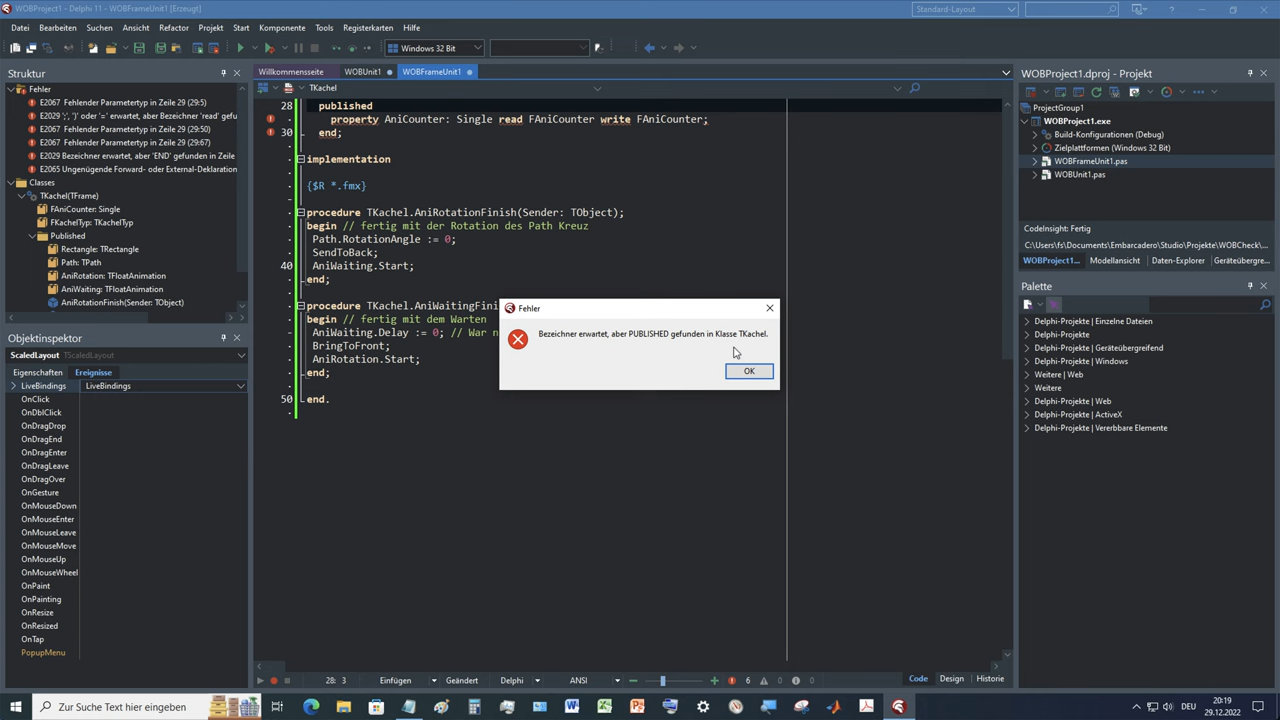 WOBProject1 - Delphi 11 - WOBFrameUnit1 [Erzeugt]
Standard-Layout
Datei Bearbeiten Suchen Ansicht Refactor Projekt Start Komponente Tools Registerkarten Hilfe
Windows 32 Bit
Struktur
Fehler
E2067 Fehlender Parametertyp in Zeile 29 (29:5)
E2029 ';', ')' oder '=' erwartet, aber Bezeichner 'read' gefu
E2067 Fehlender Parametertyp in Zeile 29 (29:50)
E2067 Fehlender Parametertyp in Zeile 29 (29:67)
E2029 Bezeichner erwartet, aber 'END' gefunden in Zeile
E2065 Ungenügende Forward- oder External-Deklaration
Classes
TKachel(TFrame)
FAniCounter: Single
FKachelTyp: TKachelTyp
Published
Rectangle: TRectangle
Path: TPath
AniRotation: TFloatAnimation
AniWaiting: TFloatAnimation
AniRotationFinish(Sender: TObject)
Objektinspektor
ScaledLayout TScaledLayout
Eigenschaften Ereignisse
LiveBindings LiveBindings
OnClick
OnDblClick
OnDragDrop
OnDragEnd
OnDragEnter
OnDragLeave
OnDragOver
OnGesture
OnMouseDown
OnMouseEnter
OnMouseLeave
OnMouseMove
OnMouseUp
OnMouseWheel
OnPaint
OnResize
OnResized
OnTap
PopupMenu
Willkommensseite WOBUnit1 WOBFrameUnit1
TKachel
28 published
property AniCounter: Single read FAniCounter write FAniCounter;
30 end;
implementation
{$R *.fmx}
procedure TKachel.AniRotationFinish(Sender: TObject);
begin // fertig mit der Rotation des Path Kreuz
Path.RotationAngle := 0;
SendToBack;
40 AniWaiting.Start;
end;
procedure TKachel.AniWaitingFini
begin // fertig mit dem Warten
AniWaiting.Delay := 0; // War n
BringToFront;
AniRotation.Start;
end;
50 end.
Fehler
Bezeichner erwartet, aber PUBLISHED gefunden in Klasse TKachel.
OK
28: 3 Einfügen Geändert Delphi ANSI 6 0 0 Code Design Historie
WOBProject1.dproj - Projekt
ProjectGroup1
WOBProject1.exe
Build-Konfigurationen (Debug)
Zielplattformen (Windows 32 Bit)
WOBFrameUnit1.pas
WOBUnit1.pas
CodeInsight: Fertig
C:\Users\fs\Documents\Embarcadero\Studio\Projekte\WOBCheck\
WOBProject1... Modellansicht Daten-Explorer Geräteübergre...
Palette
Delphi-Projekte | Einzelne Dateien
Delphi-Projekte
Delphi-Projekte | Geräteübergreifend
Delphi-Projekte | Windows
Weitere | Web
Weitere
Delphi-Projekte | Web
Delphi-Projekte | ActiveX
Delphi-Projekte | Vererbbare Elemente
Zur Suche Text hier eingeben
DEU
20:19
29.12.2022